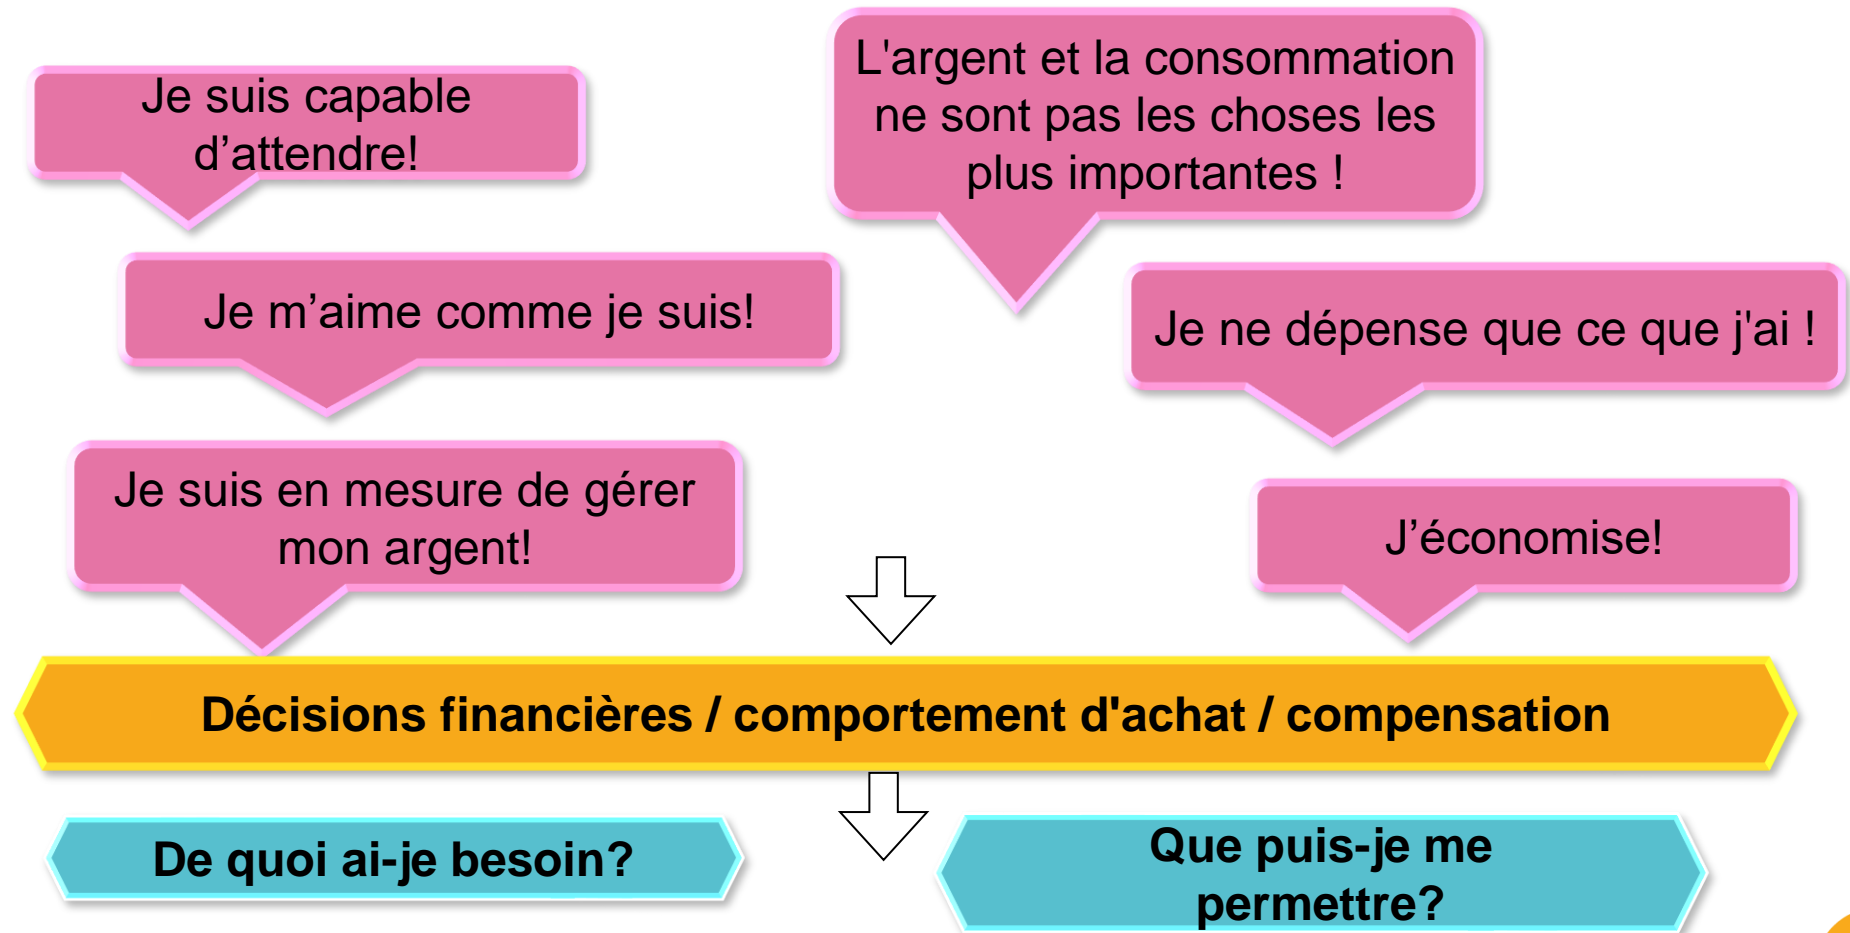 Je suis capable
d’attendre!
L'argent et la consommation
ne sont pas les choses les
plus importantes !
Je m’aime comme je suis!
Je ne dépense que ce que j'ai !
Je suis en mesure de gérer
mon argent!
J’économise!
Décisions financières / comportement d'achat / compensation
De quoi ai-je besoin?
Que puis-je me
permettre?